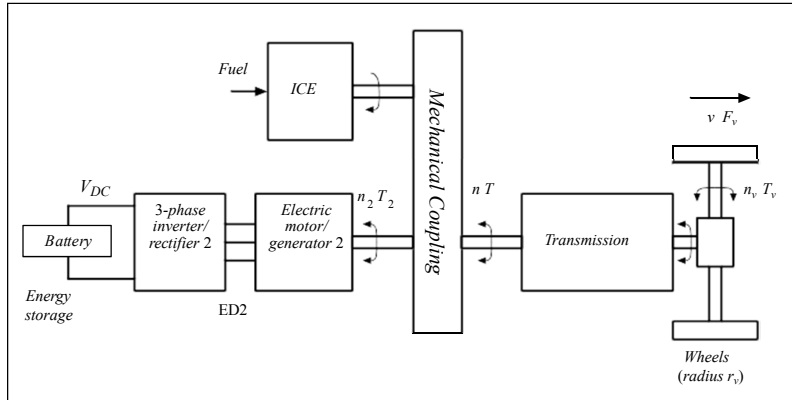 Fuel
ICE
Mechanical Coupling
v F_v
V_DC
3-phase
inverter/
rectifier 2
Electric
motor/
generator 2
n_2 T_2
n T
n_v T_v
Battery
Transmission
Energy
storage
ED2
Wheels
(radius r_v)